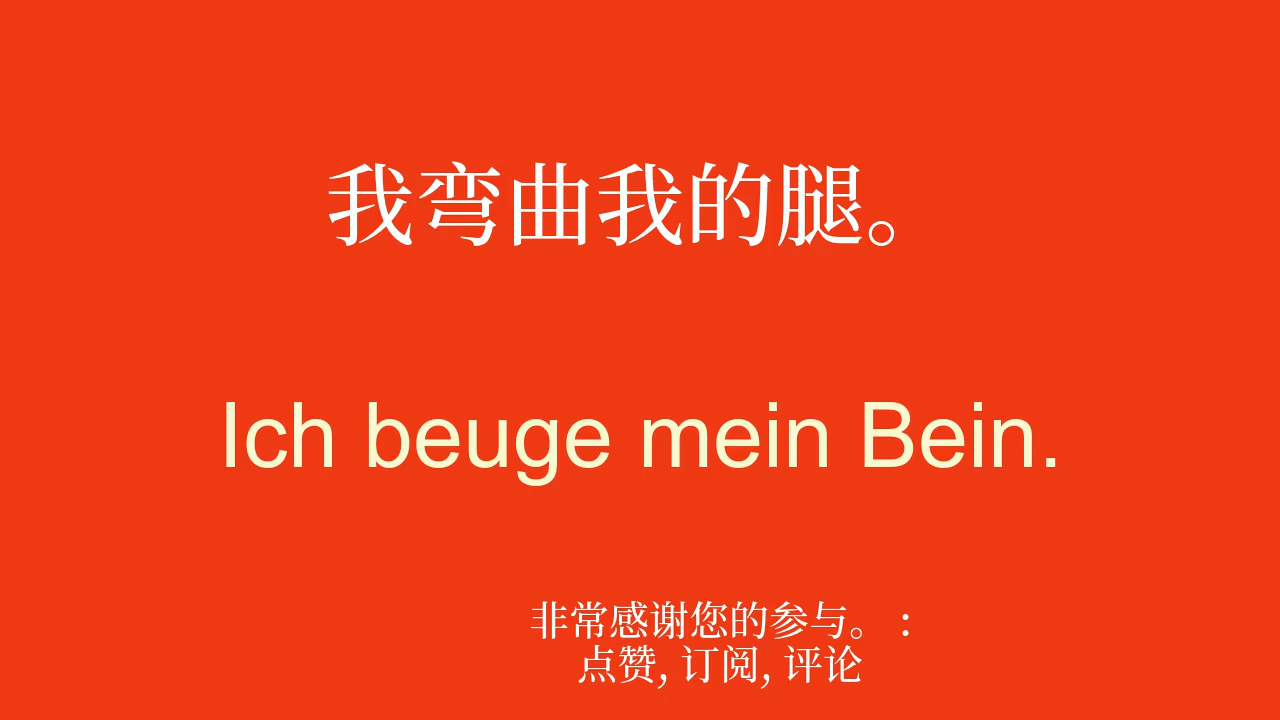 我弯曲我的腿。
Ich beuge mein Bein.
非常感谢您的参与。 :
点赞, 订阅, 评论